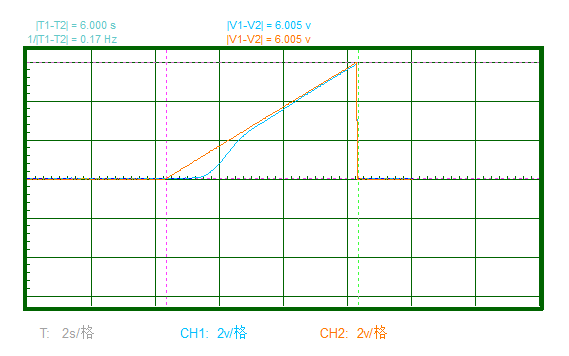 |T1-T2| = 6.000 s |V1-V2| = 6.005 v
1/|T1-T2| = 0.17 Hz |V1-V2| = 6.005 v
T: 2s/格 CH1: 2v/格 CH2: 2v/格